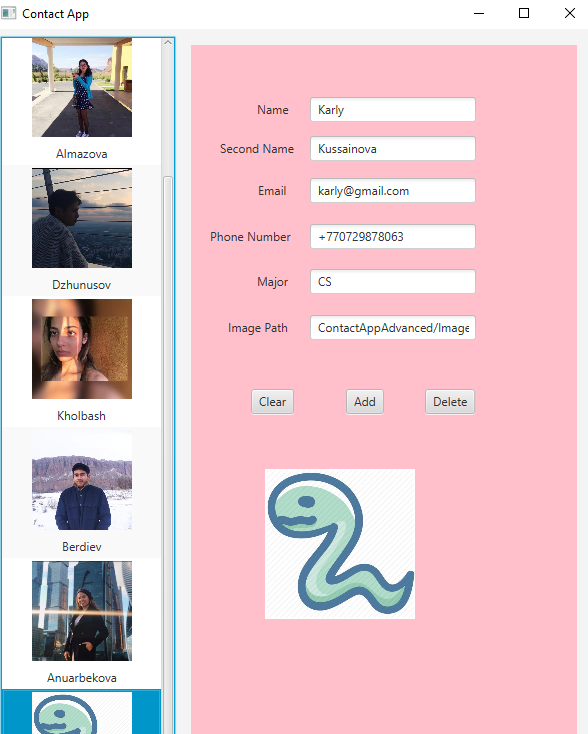 Contact App
Almazova
Dzhunusov
Kholbash
Berdiev
Anuarbekova
Name Karly
Second Name Kussainova
Email karly@gmail.com
Phone Number +770729878063
Major CS
Image Path ContactAppAdvanced/Image
Clear Add Delete